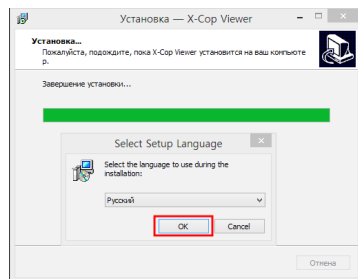 Установка — X-Cop Viewer
Установка...
Пожалуйста, подождите, пока X-Cop Viewer установится на ваш компьюте
р.
Завершение установки...
Select Setup Language
Select the language to use during the
installation:
Русский
OK
Cancel
Отмена